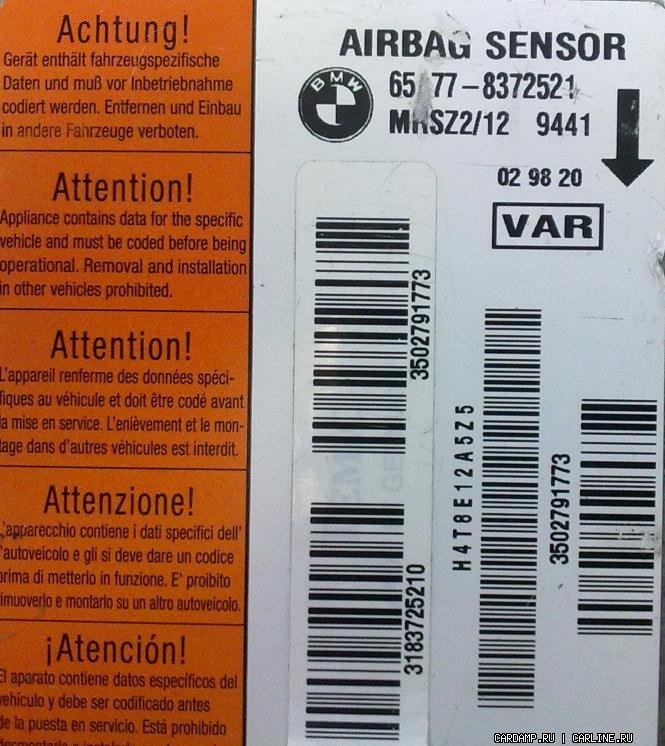 Achtung!
Gerät enthält fahrzeugspezifische
Daten und muß vor Inbetriebnahme
codiert werden. Entfernen und Einbau
in andere Fahrzeuge verboten.
Attention!
Appliance contains data for the specific
vehicle and must be coded before being
operational. Removal and installation
in other vehicles prohibited.
Attention!
L'appareil renferme des données spéci-
fiques au véhicule et doit être codé avant
la mise en service. L'enièvement et le mon-
tage dans d'autres véhicules est interdit.
Attenzione!
L'apparecchio contiene i dati specifici dell'
autoveicolo e gli si deve dare un codice
prima di metterlo in funzione. E' proibito
rimuoverlo e montarlo su un altro autoveicolo.
¡Atención!
El aparato contiene datos específicos del
vehículo y debe ser codificado antes
de la puesta en servicio. Está prohibido
AIRBAG SENSOR
BMW
65 77-8372521
MRSZ2/12 9441
02 98 20
VAR
3502791773
3183725210
H4T8E12A5Z5
3502791773
CARDAMP.RU | CARLINE.RU